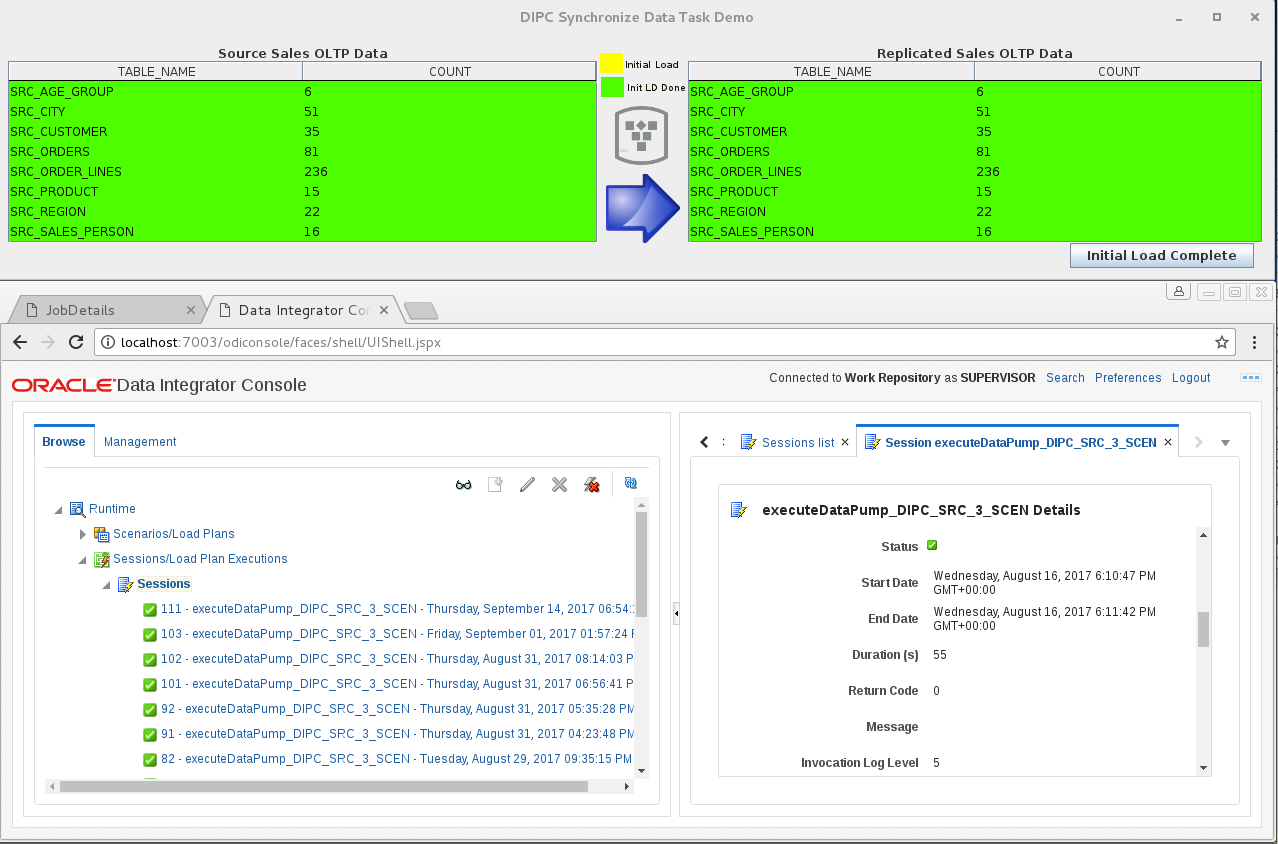 DIPC Synchronize Data Task Demo
Source Sales OLTP Data
TABLE_NAME COUNT
SRC_AGE_GROUP 6
SRC_CITY 51
SRC_CUSTOMER 35
SRC_ORDERS 81
SRC_ORDER_LINES 236
SRC_PRODUCT 15
SRC_REGION 22
SRC_SALES_PERSON 16
Initial Load
Init LD Done
Replicated Sales OLTP Data
TABLE_NAME COUNT
SRC_AGE_GROUP 6
SRC_CITY 51
SRC_CUSTOMER 35
SRC_ORDERS 81
SRC_ORDER_LINES 236
SRC_PRODUCT 15
SRC_REGION 22
SRC_SALES_PERSON 16
Initial Load Complete
JobDetails
Data Integrator Cor
localhost:7003/odiconsole/faces/shell/UIShell.jspx
ORACLE Data Integrator Console
Connected to Work Repository as SUPERVISOR Search Preferences Logout
Browse Management
Runtime
Scenarios/Load Plans
Sessions/Load Plan Executions
Sessions
111 - executeDataPump_DIPC_SRC_3_SCEN - Thursday, September 14, 2017 06:54:
103 - executeDataPump_DIPC_SRC_3_SCEN - Friday, September 01, 2017 01:57:24
102 - executeDataPump_DIPC_SRC_3_SCEN - Thursday, August 31, 2017 08:14:03 P
101 - executeDataPump_DIPC_SRC_3_SCEN - Thursday, August 31, 2017 06:56:41 P
92 - executeDataPump_DIPC_SRC_3_SCEN - Thursday, August 31, 2017 05:35:28 PM
91 - executeDataPump_DIPC_SRC_3_SCEN - Thursday, August 31, 2017 04:23:48 PM
82 - executeDataPump_DIPC_SRC_3_SCEN - Tuesday, August 29, 2017 09:35:15 PM
: Sessions list Session executeDataPump_DIPC_SRC_3_SCEN
executeDataPump_DIPC_SRC_3_SCEN Details
Status
Start Date Wednesday, August 16, 2017 6:10:47 PM
GMT+00:00
End Date Wednesday, August 16, 2017 6:11:42 PM
GMT+00:00
Duration (s) 55
Return Code 0
Message
Invocation Log Level 5